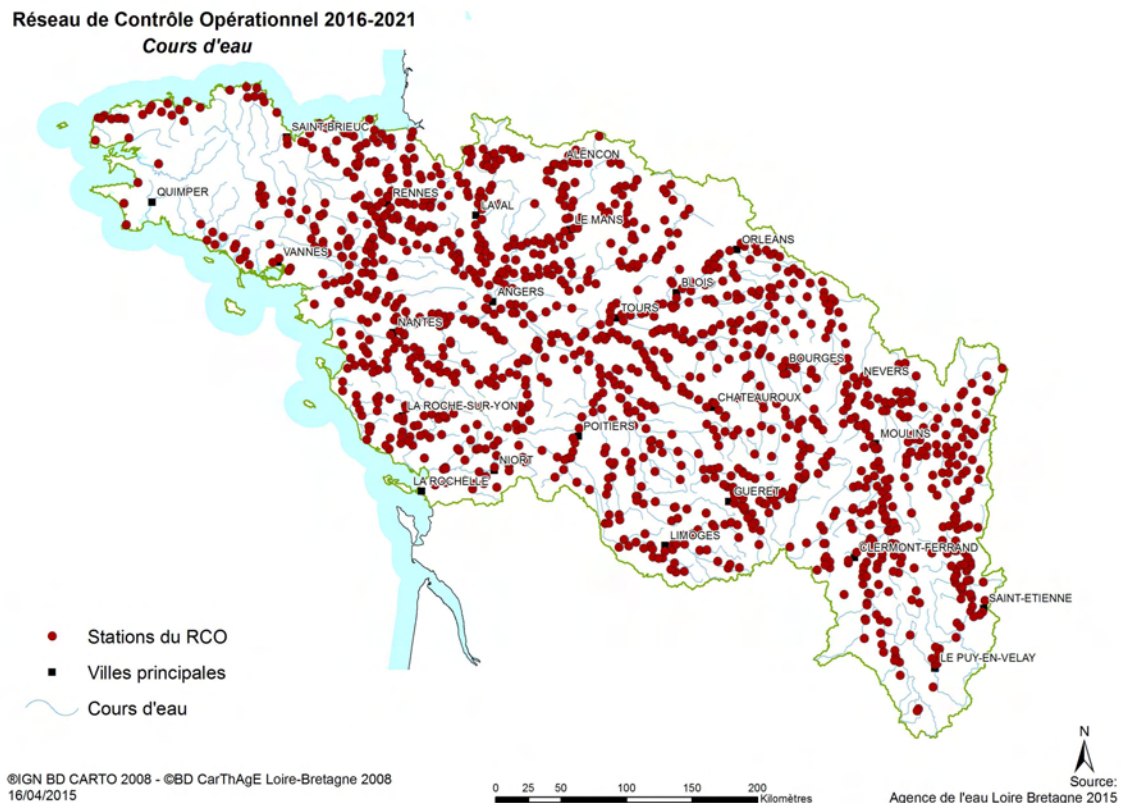 Réseau de Contrôle Opérationnel 2016-2021
Cours d'eau
SAINT BRIEUC
ALENCON
QUIMPER
RENNES
LAVAL
LE MANS
ORLEANS
VANNES
BLOIS
ANGERS
TOURS
NANTES
BOURGES
NEVERS
CHATEAUROUX
LA ROCHE-SUR-YON
POITIERS
MOULINS
NIORT
LA ROCHELLE
GUERET
LIMOGES
CLERMONT-FERRAND
SAINT-ETIENNE
LE PUY-EN-VELAY
Stations du RCO
Villes principales
Cours d'eau
N
®IGN BD CARTO 2008 - ©BD CarThAgE Loire-Bretagne 2008
16/04/2015
0 25 50 100 150 200
Kilomètres
Source:
Agence de l'eau Loire Bretagne 2015